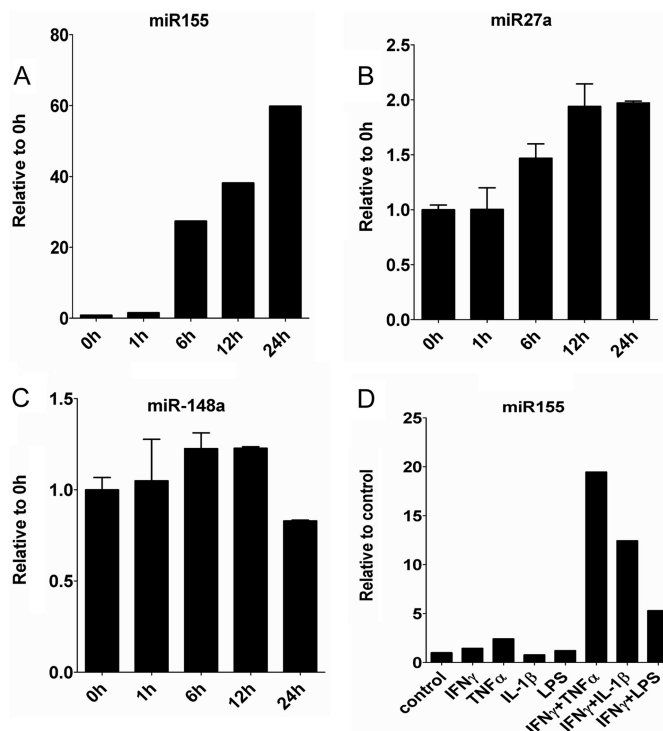 miR155
A
Relative to 0h
80
60
40
20
0
0h 1h 6h 12h 24h
miR27a
B
Relative to 0h
2.5
2.0
1.5
1.0
0.5
0.0
0h 1h 6h 12h 24h
C
miR-148a
Relative to 0h
1.5
1.0
0.5
0.0
0h 1h 6h 12h 24h
D
miR155
Relative to control
25
20
15
10
5
0
control IFNγ TNFα IL-1β LPS IFNγ+TNFα IFNγ+IL-1β IFNγ+LPS